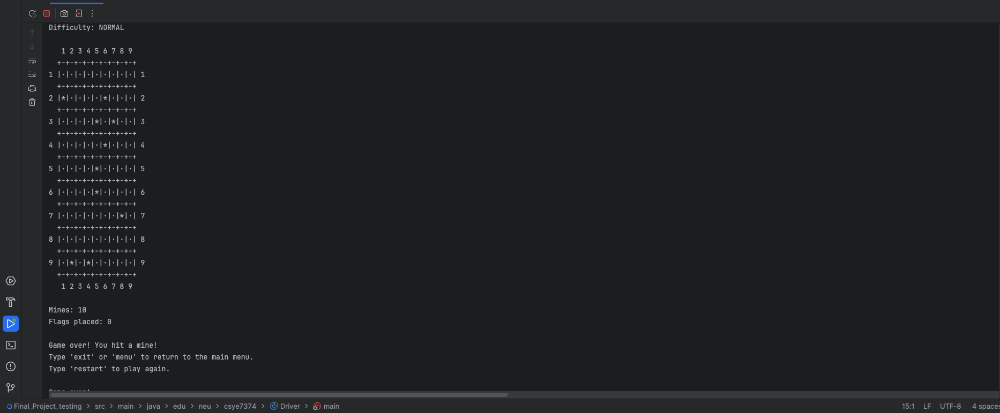 Difficulty: NORMAL
1 2 3 4 5 6 7 8 9
+-+-+-+-+-+-+-+-+-+
1 |·|·|·|·|·|·|·|·|·| 1
+-+-+-+-+-+-+-+-+-+
2 |*|·|·|·|·|*|·|·|·| 2
+-+-+-+-+-+-+-+-+-+
3 |·|·|·|·|*|·|*|·|·| 3
+-+-+-+-+-+-+-+-+-+
4 |·|·|·|·|·|*|·|·|·| 4
+-+-+-+-+-+-+-+-+-+
5 |·|·|·|·|*|·|·|·|·| 5
+-+-+-+-+-+-+-+-+-+
6 |·|·|·|·|*|·|·|·|·| 6
+-+-+-+-+-+-+-+-+-+
7 |·|·|·|·|·|·|·|*|·| 7
+-+-+-+-+-+-+-+-+-+
8 |·|·|·|·|·|·|·|·|·| 8
+-+-+-+-+-+-+-+-+-+
9 |·|*|·|*|·|·|·|·|·| 9
+-+-+-+-+-+-+-+-+-+
1 2 3 4 5 6 7 8 9
Mines: 10
Flags placed: 0
Game over! You hit a mine!
Type 'exit' or 'menu' to return to the main menu.
Type 'restart' to play again.
Game over!
Final_Project_testing > src > main > java > edu > neu > csye7374 > Driver > main 15:1 LF UTF-8 4 spaces